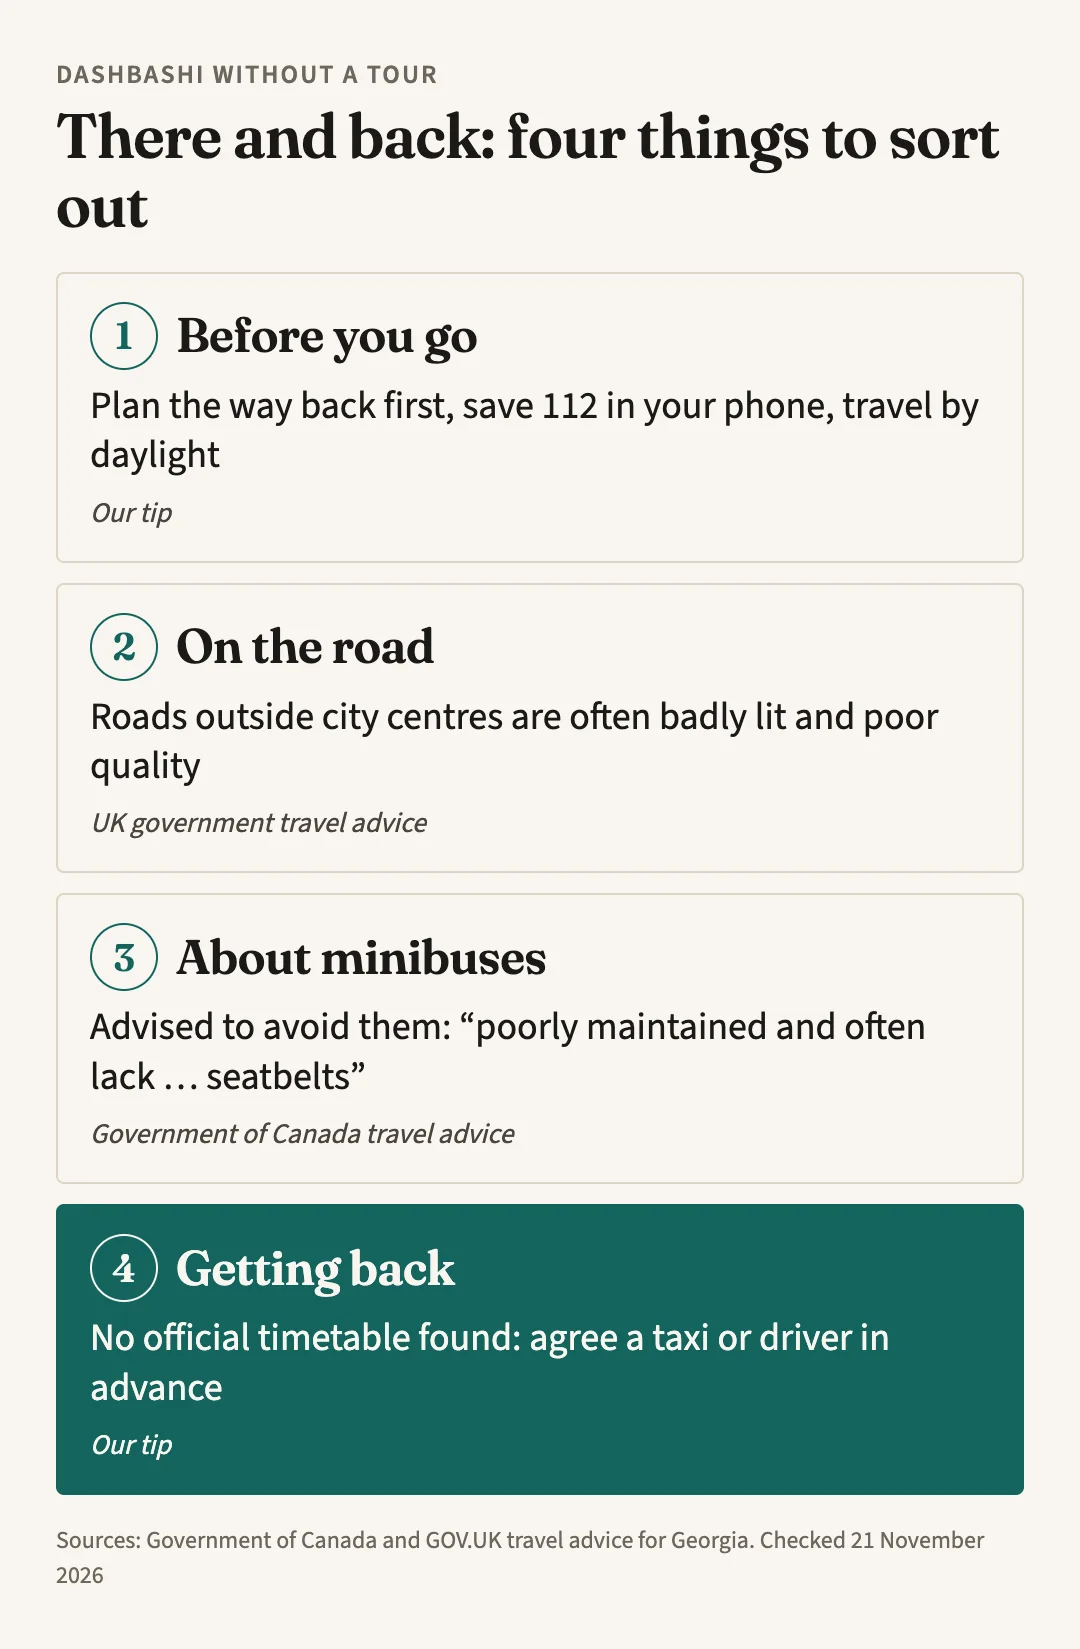 DASHBASHI WITHOUT A TOUR
There and back: four things to sort
out
1 Before you go
Plan the way back first, save 112 in your phone, travel by
daylight
Our tip
2 On the road
Roads outside city centres are often badly lit and poor
quality
UK government travel advice
3 About minibuses
Advised to avoid them: “poorly maintained and often
lack … seatbelts”
Government of Canada travel advice
4 Getting back
No official timetable found: agree a taxi or driver in
advance
Our tip
Sources: Government of Canada and GOV.UK travel advice for Georgia. Checked 21 November
2026